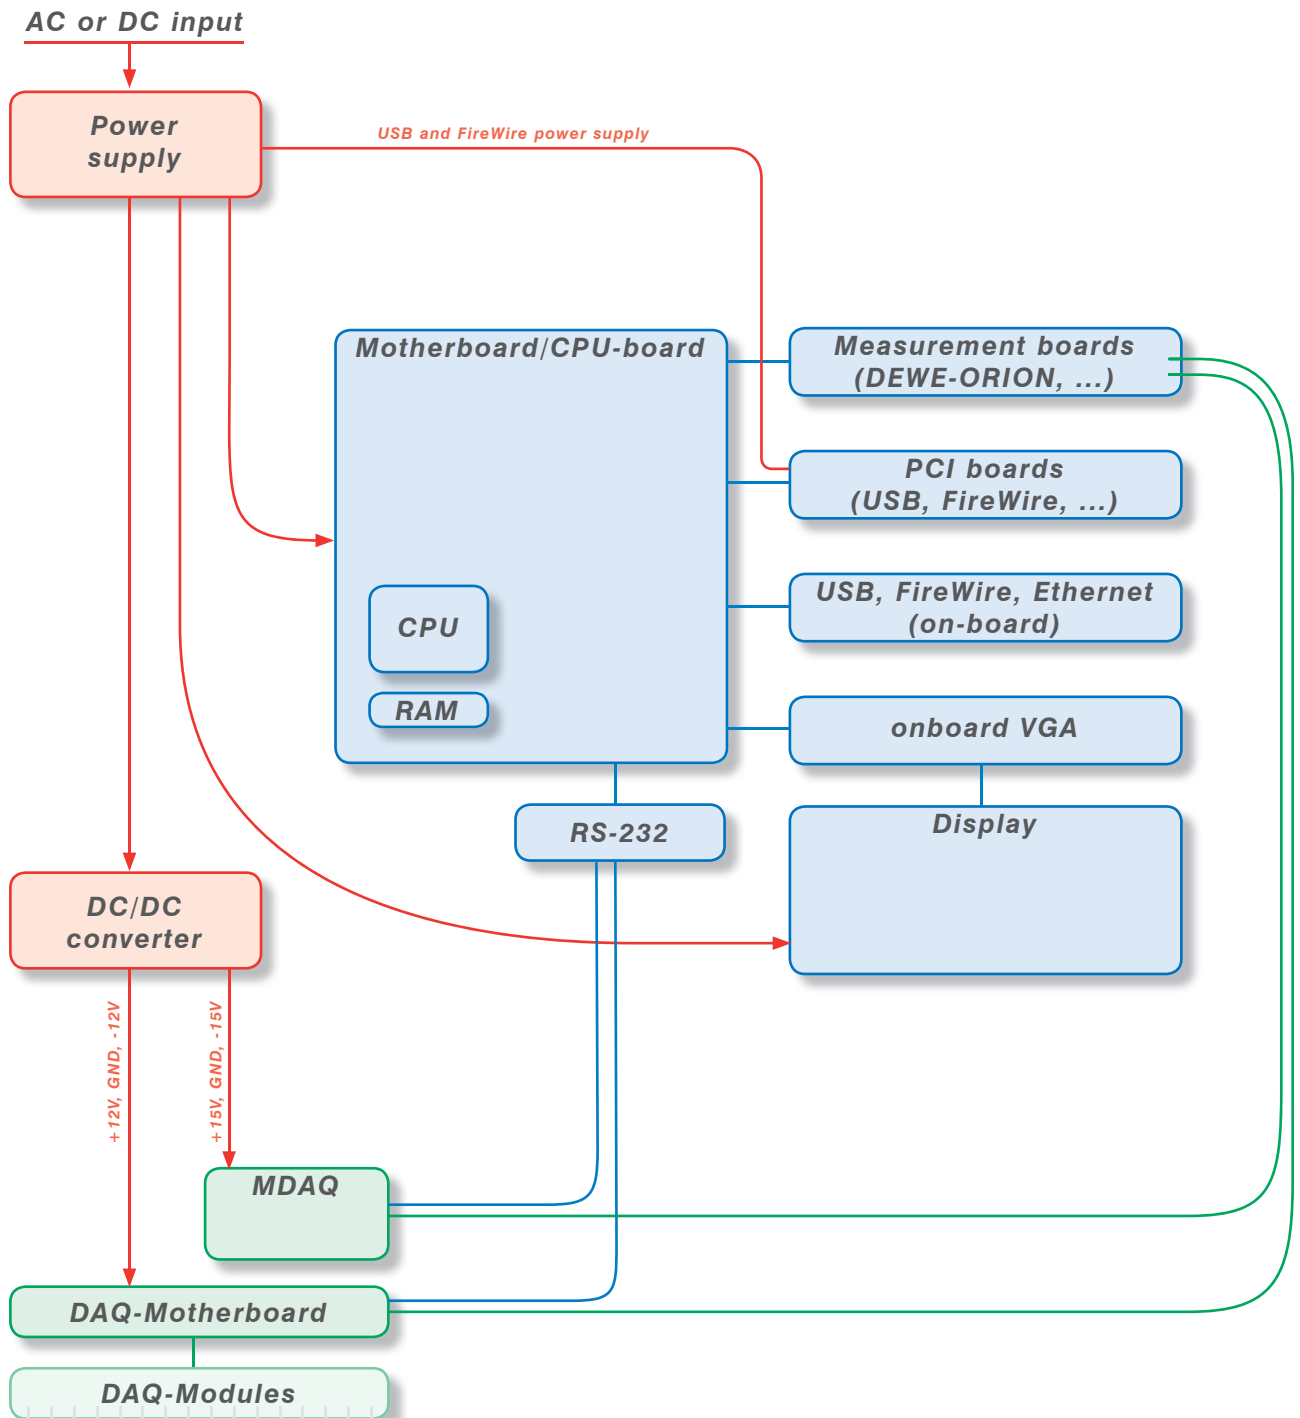 AC or DC input
Power
supply
USB and FireWire power supply
Motherboard/CPU-board
Measurement boards
(DEWE-ORION, ...)
PCI boards
(USB, FireWire, ...)
USB, FireWire, Ethernet
(on-board)
CPU
RAM
onboard VGA
RS-232
Display
DC/DC
converter
+12V, GND, -12V
+15V, GND, -15V
MDAQ
DAQ-Motherboard
DAQ-Modules